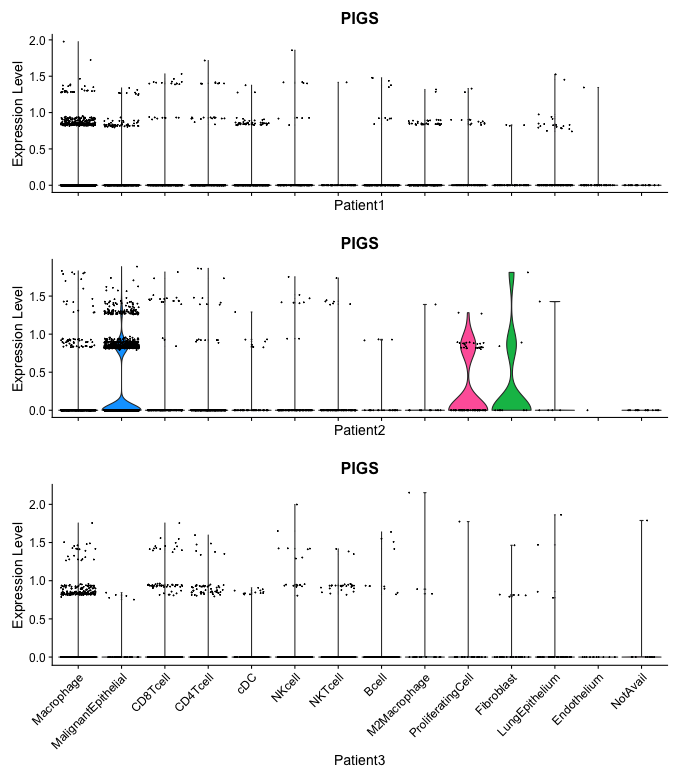 PIGS
Expression Level
2.0
1.5
1.0
0.5
0.0
Patient1
PIGS
Expression Level
1.5
1.0
0.5
0.0
Patient2
PIGS
Expression Level
2.0
1.5
1.0
0.5
0.0
Macrophage
MalignantEpithelial
CD8Tcell
CD4Tcell
cDC
NKcell
NKTcell
Bcell
M2Macrophage
ProliferatingCell
Fibroblast
LungEpithelium
Endothelium
NotAvail
Patient3